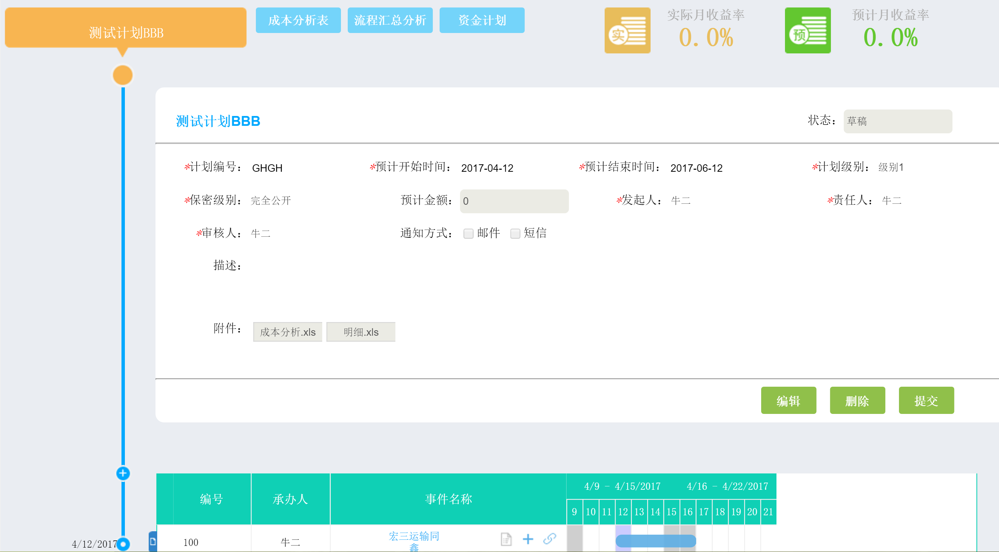 测试计划BBB
成本分析表 流程汇总分析 资金计划
实 实际月收益率
0.0%
预 预计月收益率
0.0%
测试计划BBB 状态： 草稿
*计划编号： GHGH *预计开始时间： 2017-04-12 *预计结束时间： 2017-06-12 *计划级别： 级别1
*保密级别： 完全公开 预计金额： 0 *发起人： 牛二 *责任人： 牛二
*审核人： 牛二 通知方式： 邮件 短信
描述：
附件： 成本分析.xls 明细.xls
编辑 删除 提交
编号 承办人 事件名称 4/9 - 4/15/2017 4/16 - 4/22/2017
9 10 11 12 13 14 15 16 17 18 19 20 21
4/12/2017 100 牛二 宏三运输同
鑫